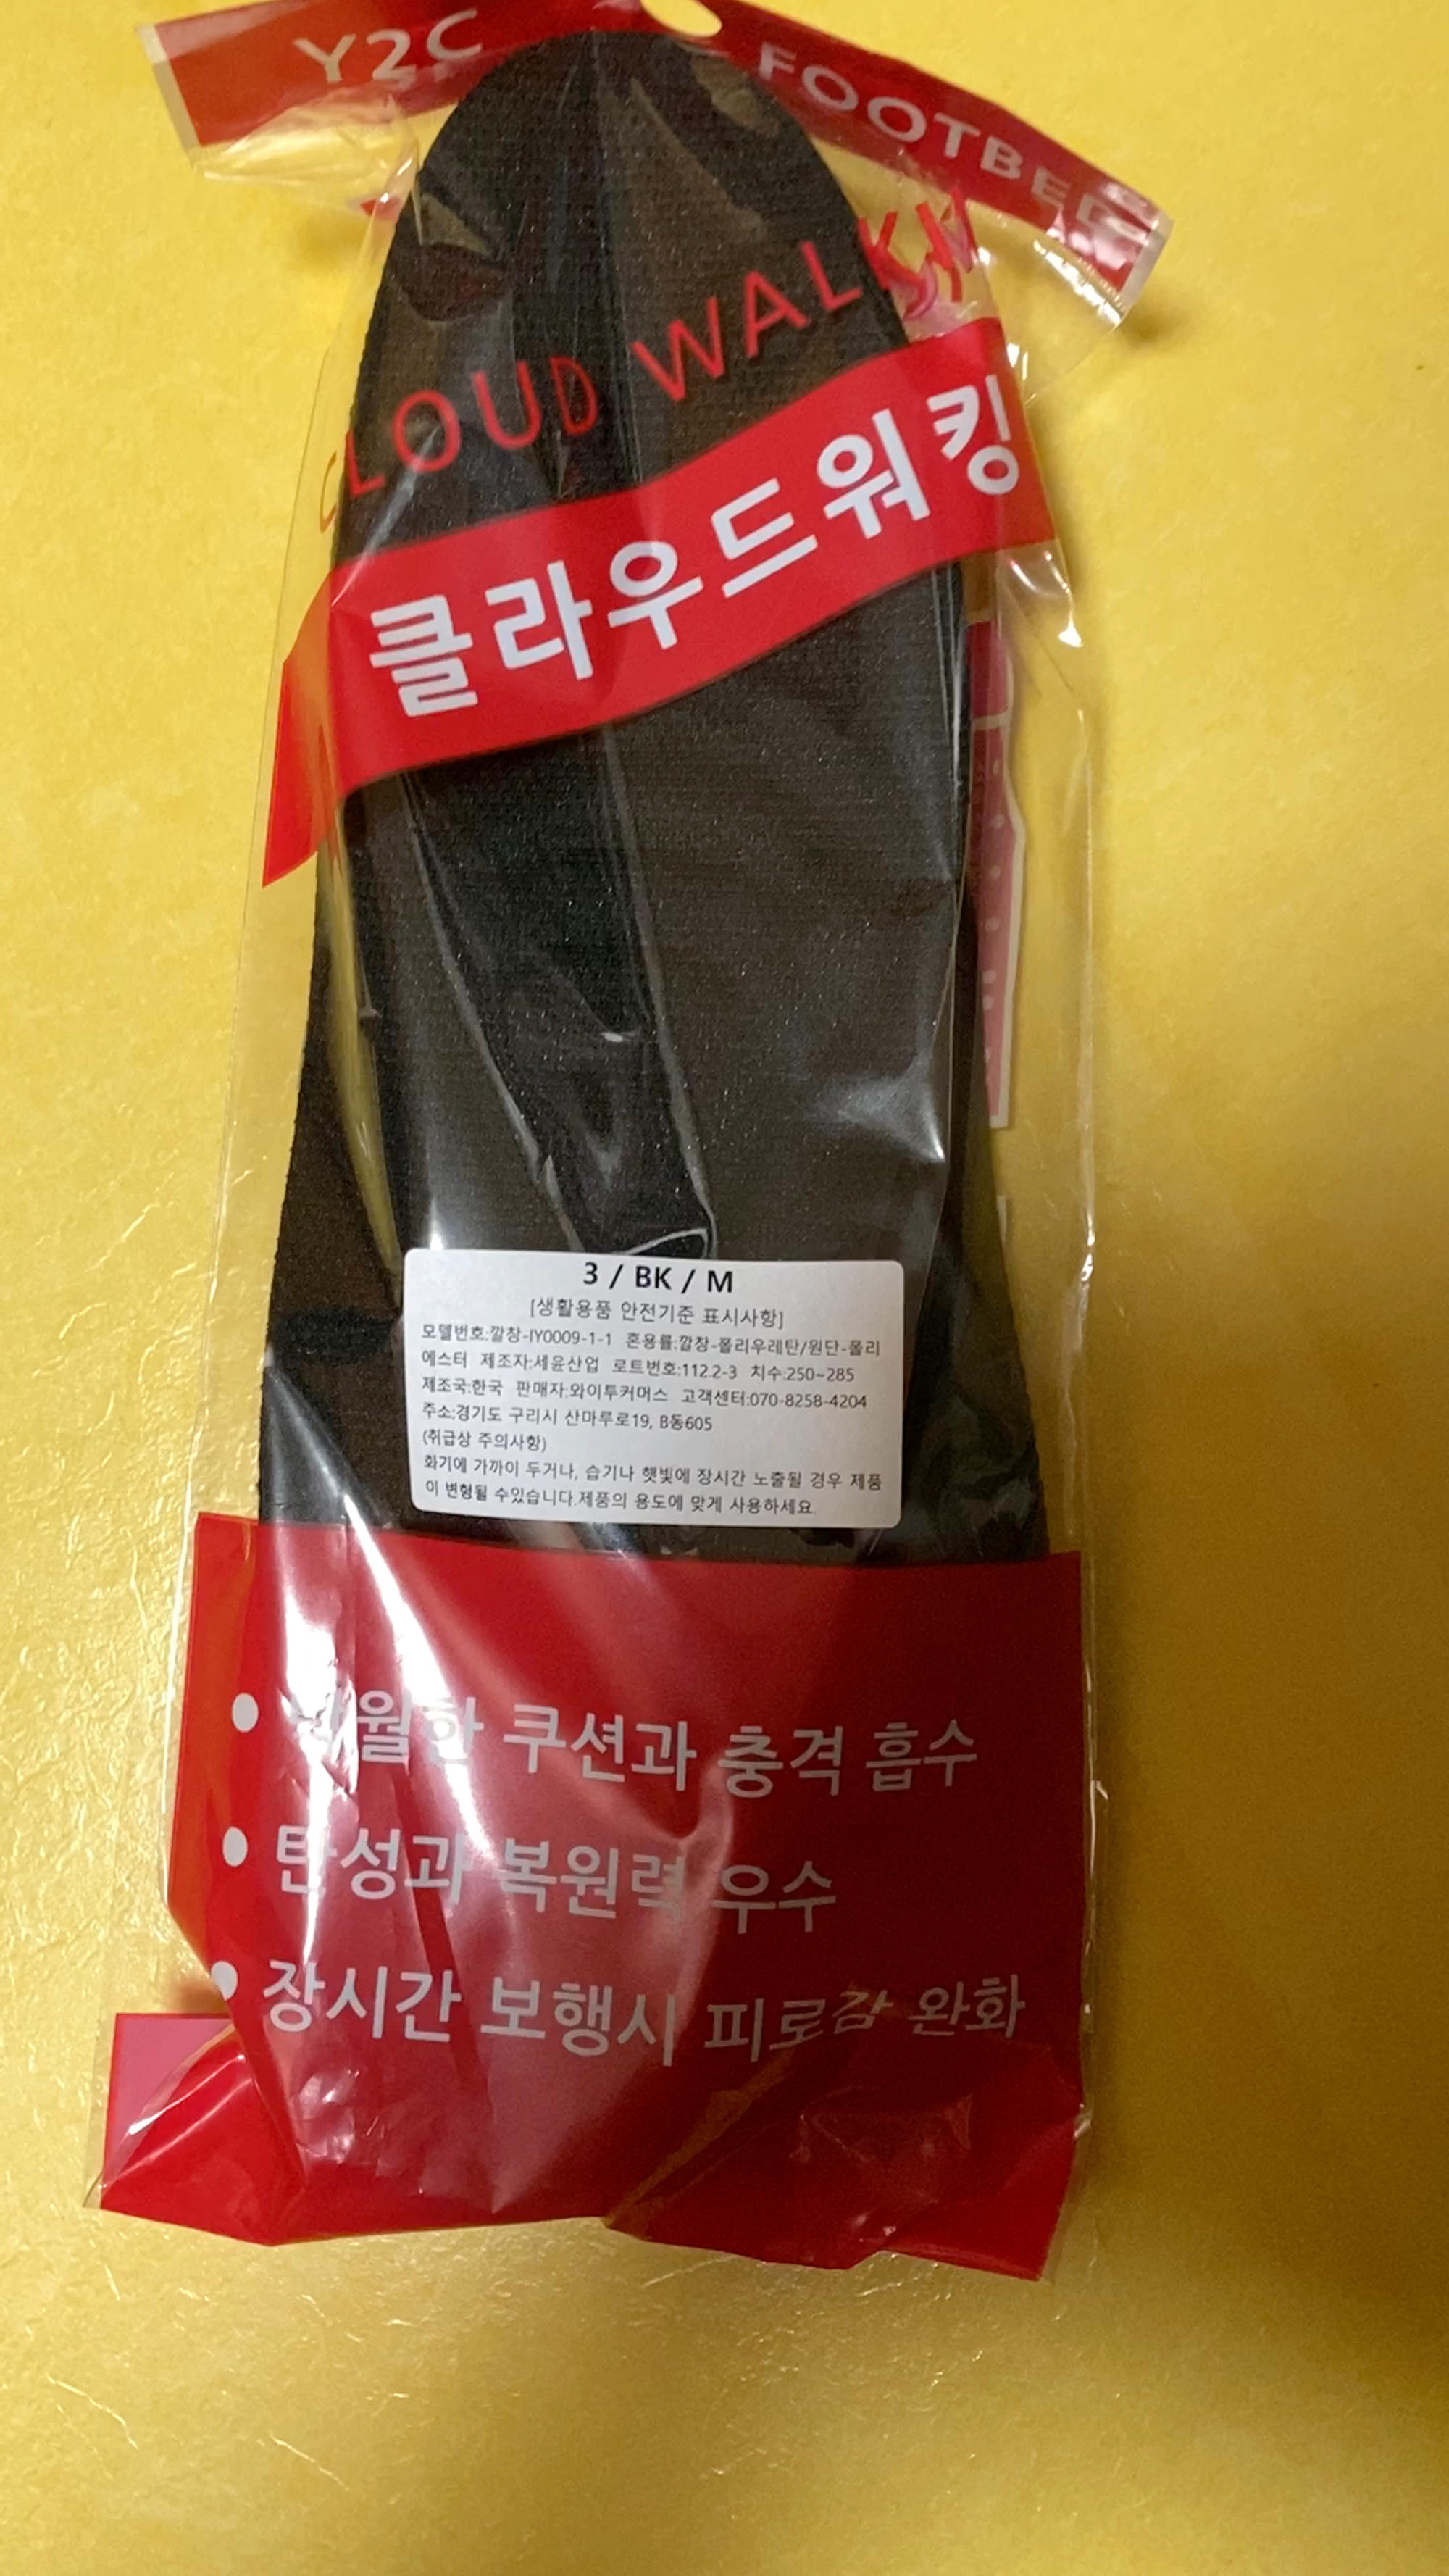 Y2C FOOTBED
CLOUD WALKIN
클라우드워킹
3 / BK / M
[생활용품 안전기준 표시사항]
모델번호:깔창-IY0009-1-1 혼용률:깔창-폴리우레탄/원단-폴리
에스터 제조자:세윤산업 로트번호:112.2-3 치수:250~285
제조국:한국 판매자:와이투커머스 고객센터:070-8258-4204
주소:경기도 구리시 산마루로19, B동605
(취급상 주의사항)
화기에 가까이 두거나, 습기나 햇빛에 장시간 노출될 경우 제품
이 변형될 수있습니다.제품의 용도에 맞게 사용하세요.
• 쿠션과 충격 흡수
• 탄성과 복원력 우수
• 장시간 보행시 피로감 완화